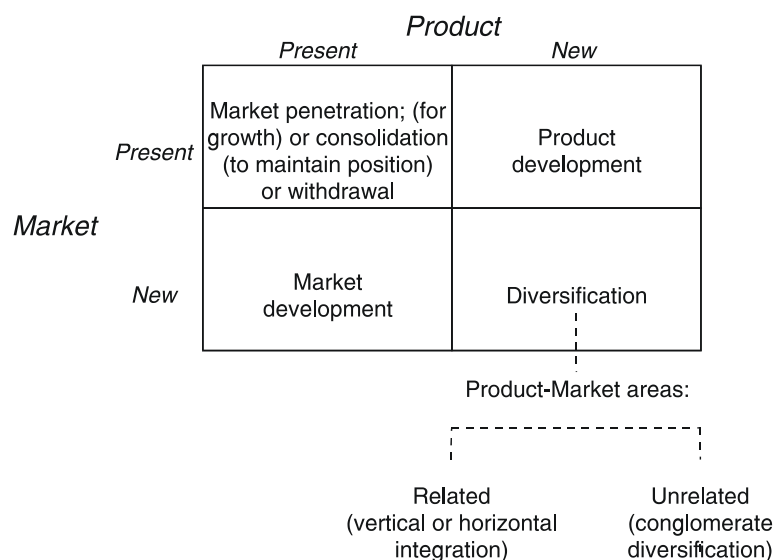 Product
Present
New
Market penetration; (for
growth) or consolidation
(to maintain position)
or withdrawal
Product
development
Present
Market
New
Market
development
Diversification
Product-Market areas:
Related
(vertical or horizontal
integration)
Unrelated
(conglomerate
diversification)